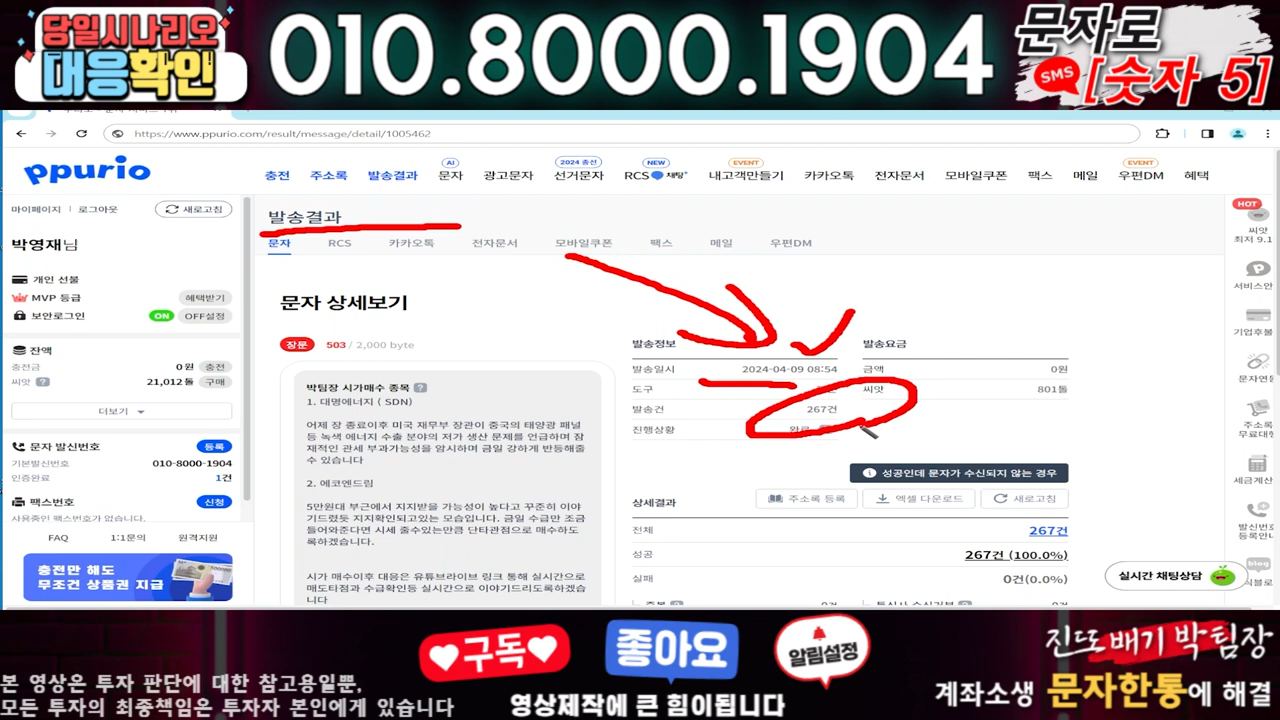 당일시나리오
대응확인
010.8000.1904
문자로
SMS
[숫자 5]
https://www.ppurio.com/result/message/detail/1005462
ppurio
충전
주소록
발송결과
AI
문자
광고문자
2024 총선
선거문자
NEW
RCS 채팅+
EVENT
내고객만들기
카카오톡
전자문서
모바일쿠폰
팩스
메일
EVENT
우편DM
혜택
마이페이지 | 로그아웃
새로고침
박영재님
개인 선불
MVP 등급
혜택받기
보안로그인
ON
OFF설정
잔액
충전금
0원
충전
씨앗 ?
21,012톨
구매
더보기
문자 발신번호
등록
기본발신번호
010-8000-1904
인증완료
1건
팩스번호
신청
사용중인 팩스번호가 없습니다.
FAQ
1:1문의
원격지원
충전만 해도
무조건 상품권 지급
발송결과
문자
RCS
카카오톡
전자문서
모바일쿠폰
팩스
메일
우편DM
문자 상세보기
장문
503 / 2,000 byte
박팀장 시가매수 종목 ?
1. 대명에너지 ( SDN)
어제 장 종료이후 미국 재무부 장관이 중국의 태양광 패널
등 녹색 에너지 수출 분야의 저가 생산 문제를 언급하며 잠
재적인 관세 부과가능성을 암시하며 금일 강하게 반등해줄
수 있습니다
2. 에코앤드림
5만원대 부근에서 지지받을 가능성이 높다고 꾸준히 이야
기드렸듯 지지확인되고있는 모습입니다. 금일 수급만 조금
들어와준다면 시세 줄수있는만큼 단타관점으로 매수하도
록하겠습니다.
시가 매수이후 대응은 유튜브라이브 링크 통해 실시간으로
매도타점과 수급확인등 실시간으로 이야기드리도록하겠습
니다
발송정보
발송일시
2024-04-09 08:54
도구
발송건
267건
진행상황
완료
발송요금
금액
0원
씨앗
801톨
성공인데 문자가 수신되지 않는 경우
상세결과
주소록 등록
엑셀 다운로드
새로고침
전체
267건
성공
267건 (100.0%)
실패
0건(0.0%)
HOT
씨앗
최저 9.1
서비스안
기업후불
문자연동
주소록
무료대행
세금계산
발신번호
등록안내
blog
실시간 채팅상담
구독
좋아요
알림설정
영상제작에 큰 힘이됩니다
본 영상은 투자 판단에 대한 참고용일뿐,
모든 투자의 최종책임은 투자자 본인에게 있습니다
진또배기 박팀장
계좌소생 문자한통에 해결